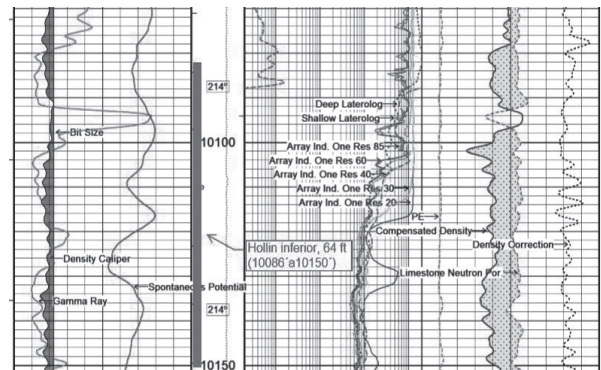 214°
Deep Laterolog
Shallow Laterolog
Bit Size
10100
Array Ind. One Res 85
Array Ind. One Res 60
Array Ind. One Res 40
Array Ind. One Res 30
Array Ind. One Res 20
PE
Compensated Density
Density Correction
Hollin inferior, 64 ft
(10086´a10150´)
Density Caliper
Limestone Neutron Por
Spontaneous Potential
Gamma Ray
214°
10150